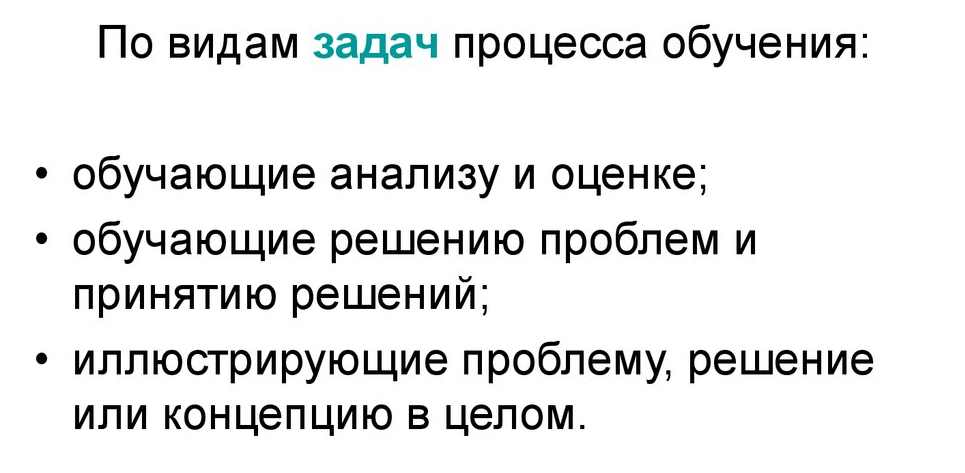 По видам задач процесса обучения:
• обучающие анализу и оценке;
• обучающие решению проблем и
принятию решений;
• иллюстрирующие проблему, решение
или концепцию в целом.